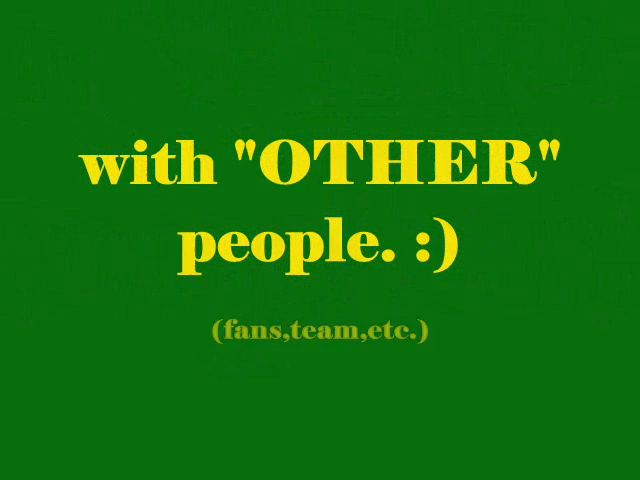 with "OTHER"
people. :)
(fans,team,etc.)